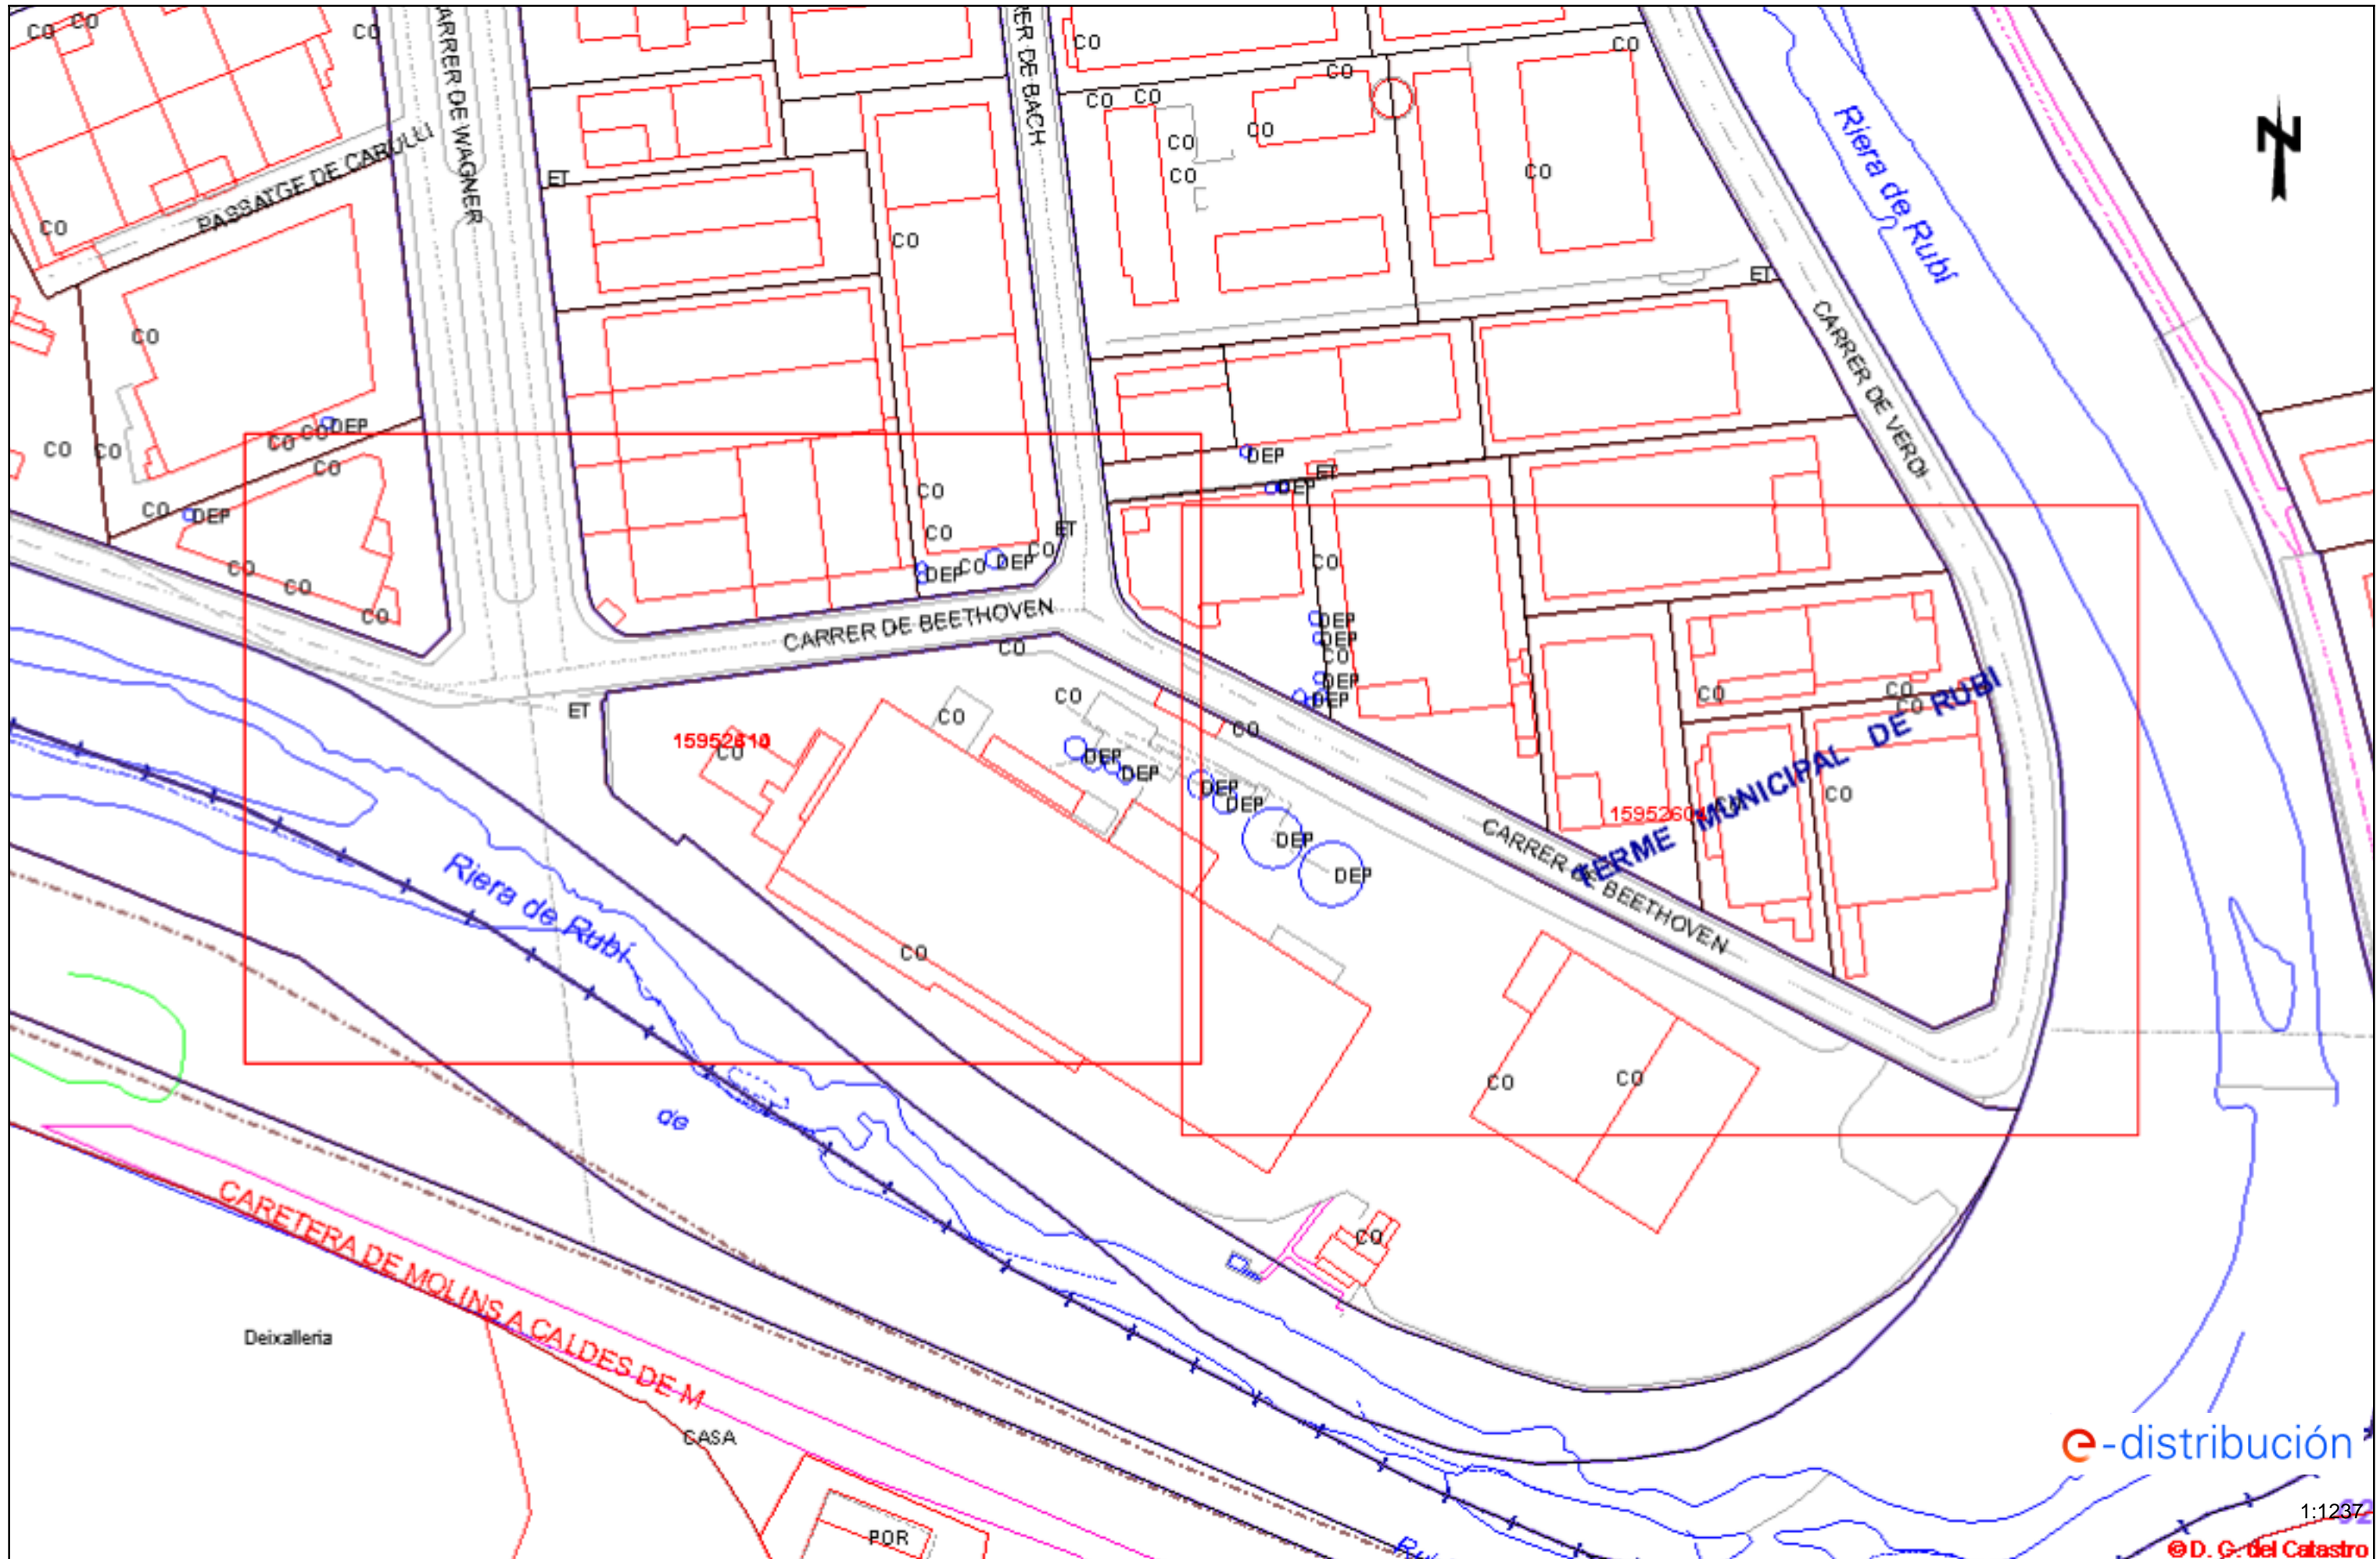 CO CO
CO
CARRER DE WAGNER
CARRER DE BACH
CO
CO
CO
CO CO
CO
CO
CO
CO
PASSATGE DE CARULLI
ET
CO
CO
Riera de Rubí
ET
CO
CARRER DE VERDI
CO CO DEP
CO CO
CO
DEP
CO DEP
ET
DEP
CO
CO
CO
ET
DEP CO DEP
CO
CO
CO
CO
CARRER DE BEETHOVEN
DEP
DEP
CO
DEP
DEP
CO
CO
CO
CO
CO
TERME MUNICIPAL DE RUBI
ET
CO
CO
CO
DEP
DEP
DEP
DEP
DEP
DEP
CO
CARRER DE BEETHOVEN
Riera de Rubí
CO
CO
CO
de
CO
CARETERA DE MOLINS A CALDES DE M
Deixalleria
CASA
POR
e-distribución
1:1237
© D. G. del Catastro